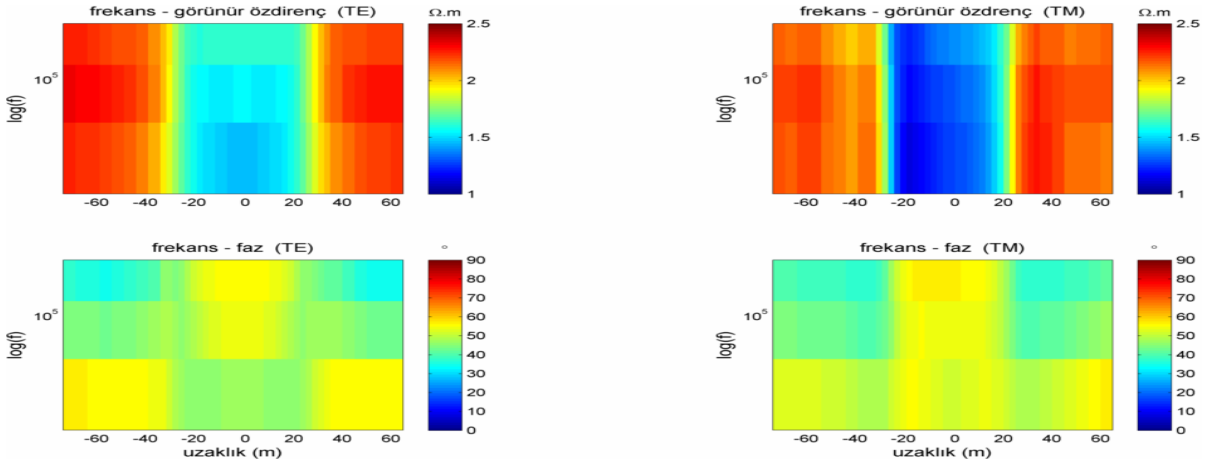 frekans - görünür özdirenç (TE)
Ω.m
2.5
2
1.5
1
10⁵
log(f)
-60 -40 -20 0 20 40 60
frekans - görünür özdrenç (TM)
Ω.m
2.5
2
1.5
1
10⁵
log(f)
-60 -40 -20 0 20 40 60
frekans - faz (TE)
°
90
80
70
60
50
40
30
20
10
0
10⁵
log(f)
-60 -40 -20 0 20 40 60
uzaklık (m)
frekans - faz (TM)
°
90
80
70
60
50
40
30
20
10
0
10⁵
log(f)
-60 -40 -20 0 20 40 60
uzaklık (m)